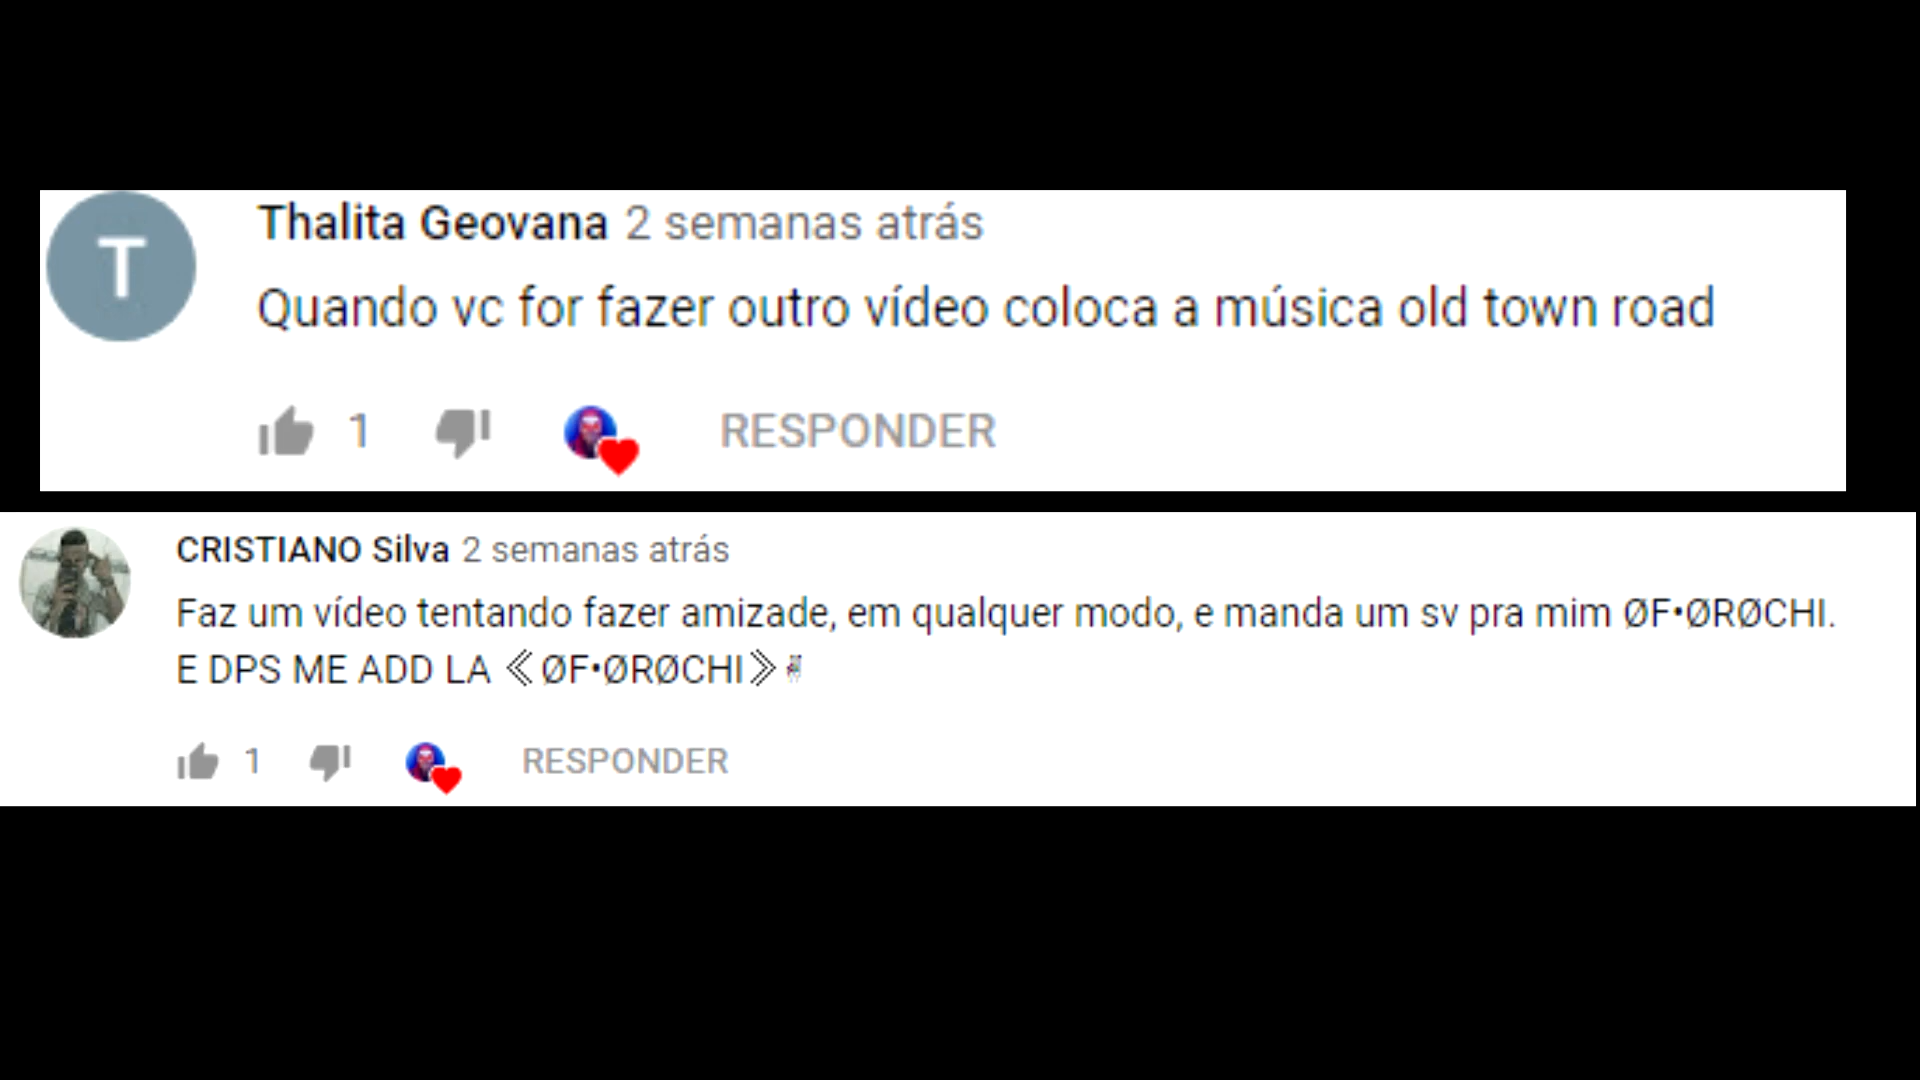 T
Thalita Geovana 2 semanas atrás
Quando vc for fazer outro vídeo coloca a música old town road
1 RESPONDER
CRISTIANO Silva 2 semanas atrás
Faz um vídeo tentando fazer amizade, em qualquer modo, e manda um sv pra mim ØF•ØRØCHI.
E DPS ME ADD LA 《ØF•ØRØCHI》
1 RESPONDER